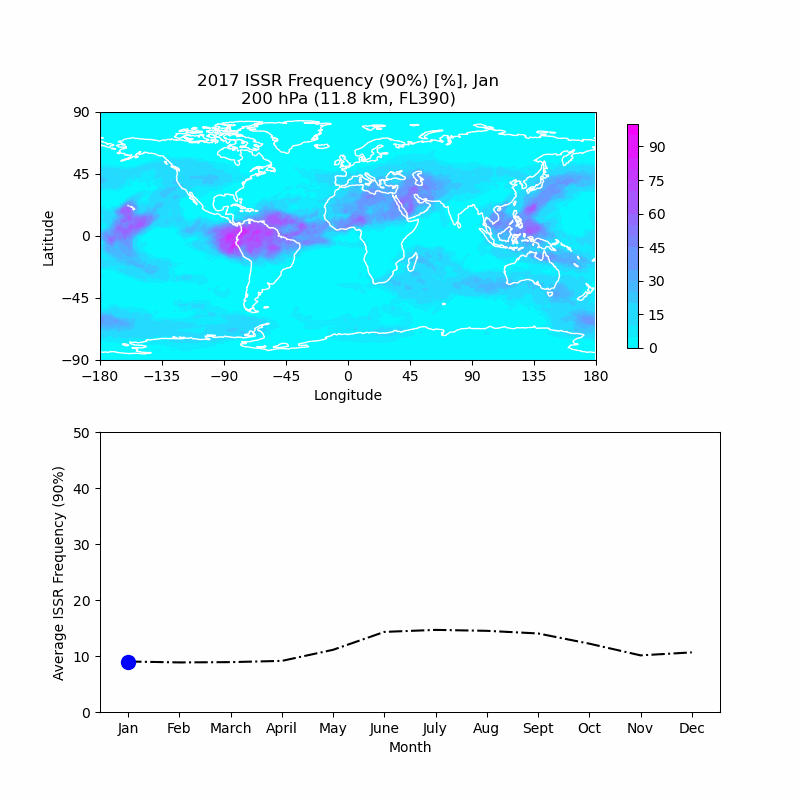 2017 ISSR Frequency (90%) [%], Jan
200 hPa (11.8 km, FL390)
90
45
0
−45
−90
Latitude
−180 −135 −90 −45 0 45 90 135 180
Longitude
90
75
60
45
30
15
0
50
40
30
20
10
0
Average ISSR Frequency (90%)
Jan Feb March April May June July Aug Sept Oct Nov Dec
Month